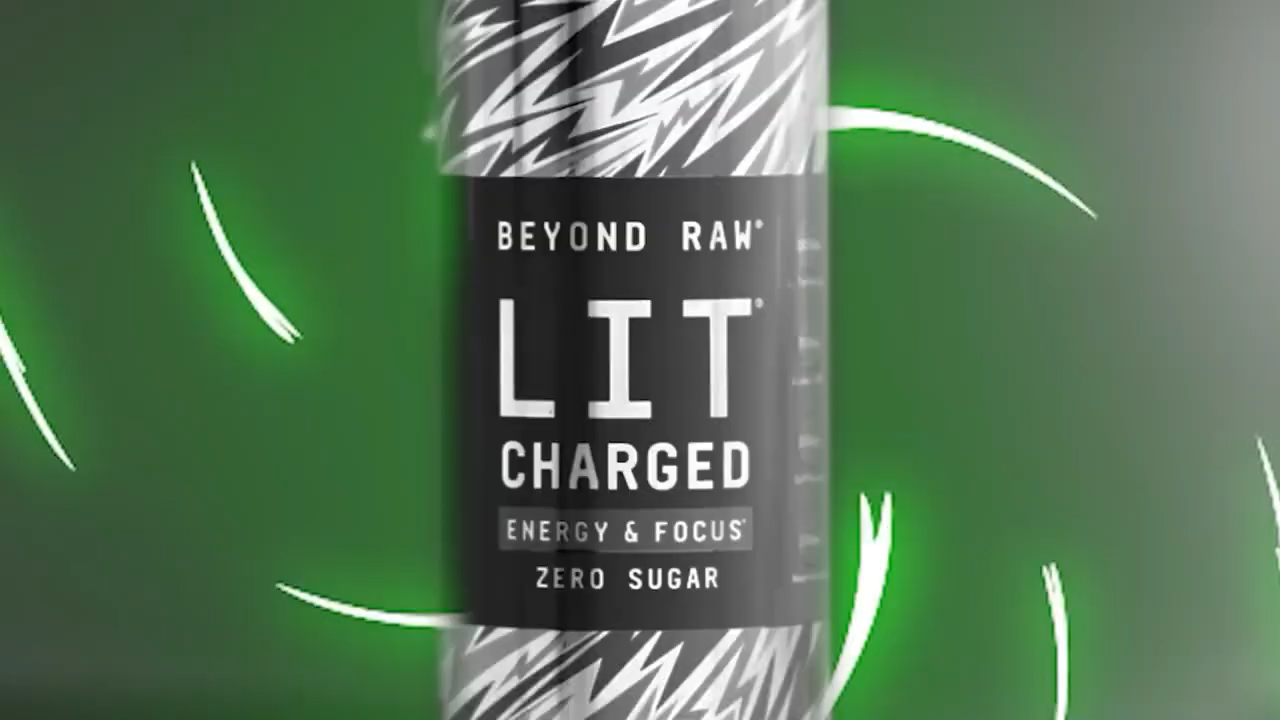 BEYOND RAW®
LIT®
CHARGED
ENERGY & FOCUS*
ZERO SUGAR